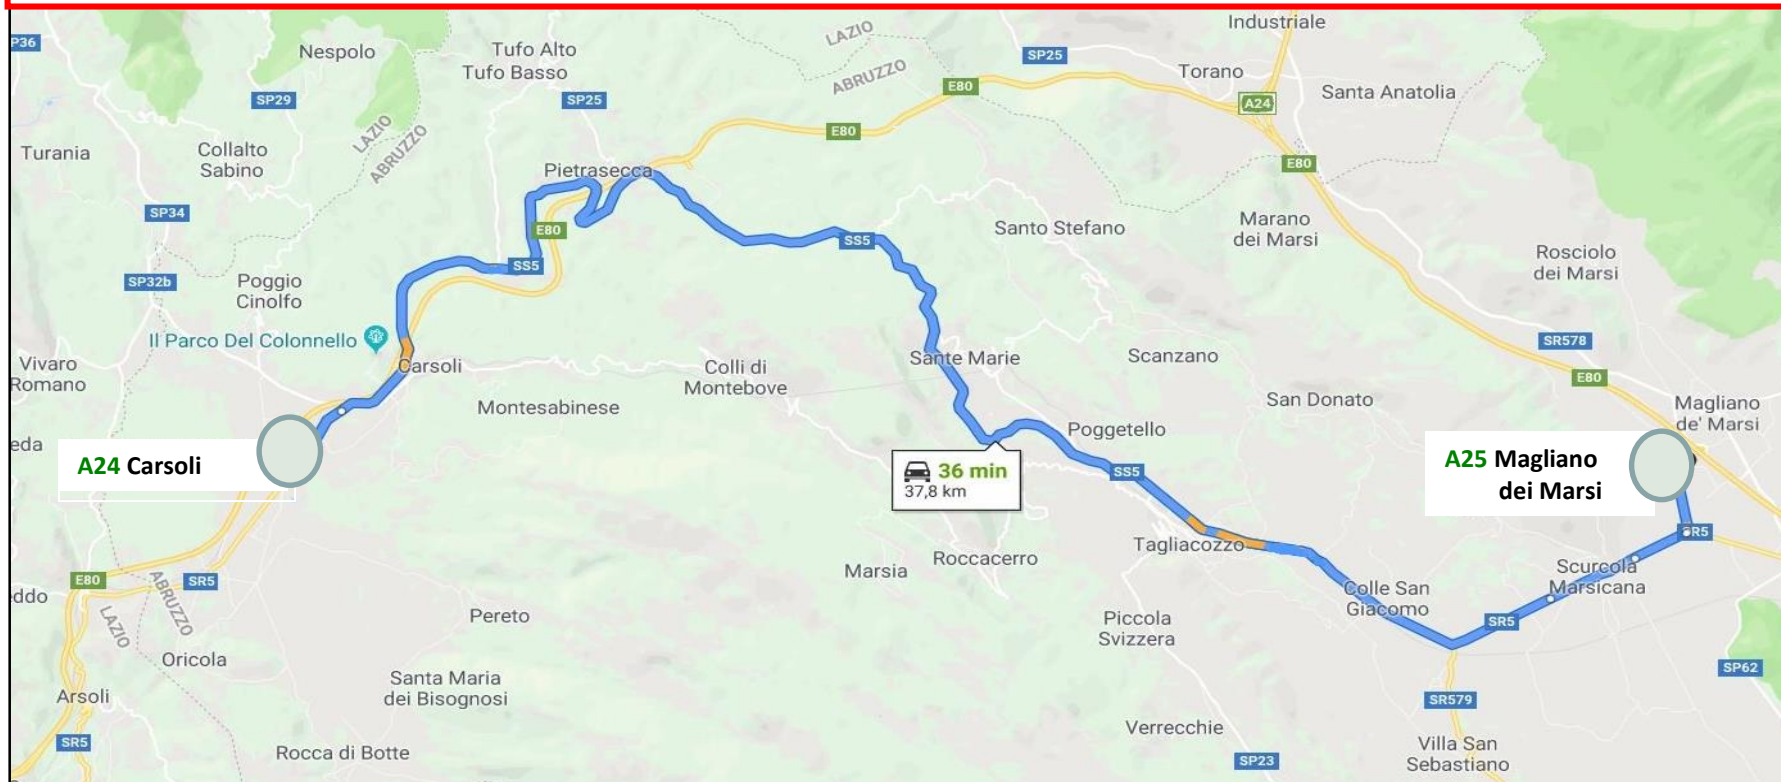 Industriale
P36
Nespolo
Tufo Alto
Tufo Basso
LAZIO
ABRUZZO
SP25
Torano
E80
A24
Santa Anatolia
SP29
SP25
LAZIO
ABRUZZO
E80
Turania
Collalto
Sabino
Pietrasecca
E80
SP34
E80
Santo Stefano
Marano
dei Marsi
SS5
SS5
Rosciolo
dei Marsi
SP32b
Poggio
Cinolfo
Il Parco Del Colonnello
SR578
Vivaro
Romano
Carsoli
Colli di
Montebove
Sante Marie
Scanzano
E80
Montesabinese
San Donato
Magliano
de' Marsi
Poggetello
eda
A24 Carsoli
36 min
37,8 km
SS5
A25 Magliano
dei Marsi
Tagliacozzo
SR5
Roccacerro
Marsia
Scurcola
Marsicana
E80
ABRUZZO
LAZIO
SR5
ddo
Colle San
Giacomo
Pereto
Piccola
Svizzera
SR5
Oricola
SP62
Arsoli
Santa Maria
dei Bisognosi
SR579
Verrecchie
SR5
Rocca di Botte
SP23
Villa San
Sebastiano